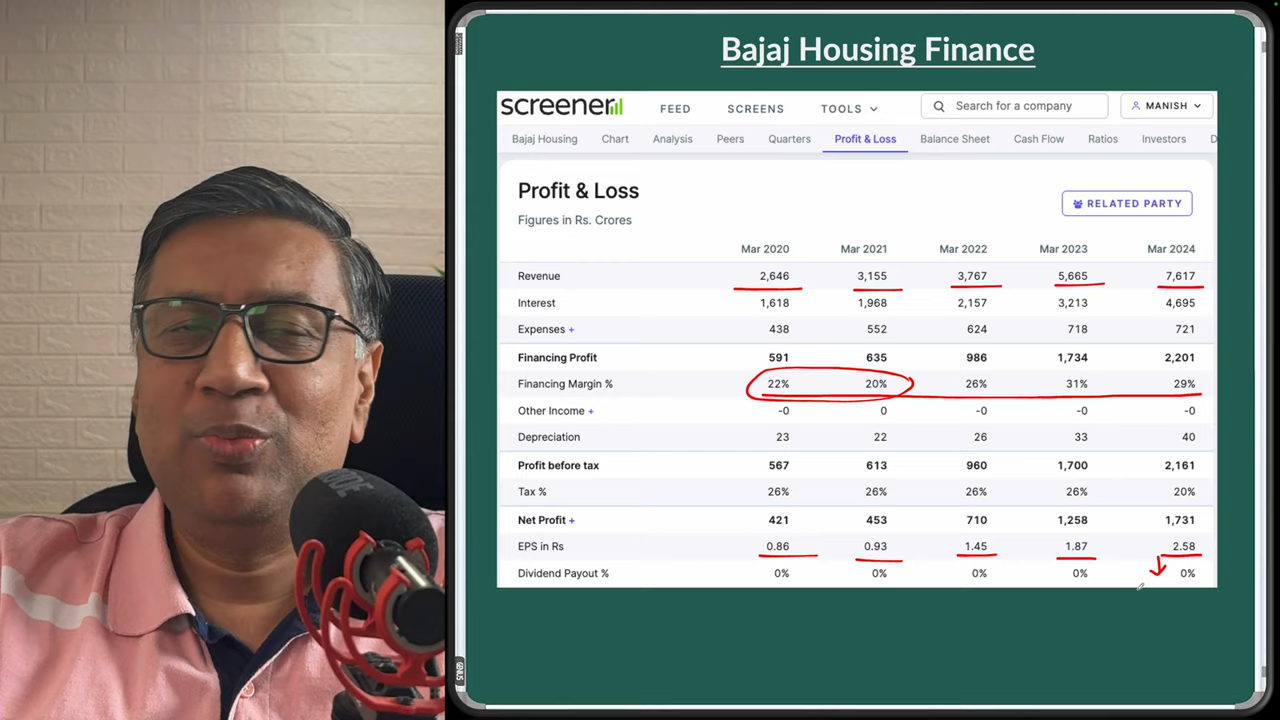 Bajaj Housing Finance
screener
FEED SCREENS TOOLS Search for a company MANISH
Bajaj Housing Chart Analysis Peers Quarters Profit & Loss Balance Sheet Cash Flow Ratios Investors D
Profit & Loss
Figures in Rs. Crores
RELATED PARTY
Mar 2020 Mar 2021 Mar 2022 Mar 2023 Mar 2024
Revenue 2,646 3,155 3,767 5,665 7,617
Interest 1,618 1,968 2,157 3,213 4,695
Expenses + 438 552 624 718 721
Financing Profit 591 635 986 1,734 2,201
Financing Margin % 22% 20% 26% 31% 29%
Other Income + -0 0 -0 -0 -0
Depreciation 23 22 26 33 40
Profit before tax 567 613 960 1,700 2,161
Tax % 26% 26% 26% 26% 20%
Net Profit + 421 453 710 1,258 1,731
EPS in Rs 0.86 0.93 1.45 1.87 2.58
Dividend Payout % 0% 0% 0% 0% 0%
GENIUS